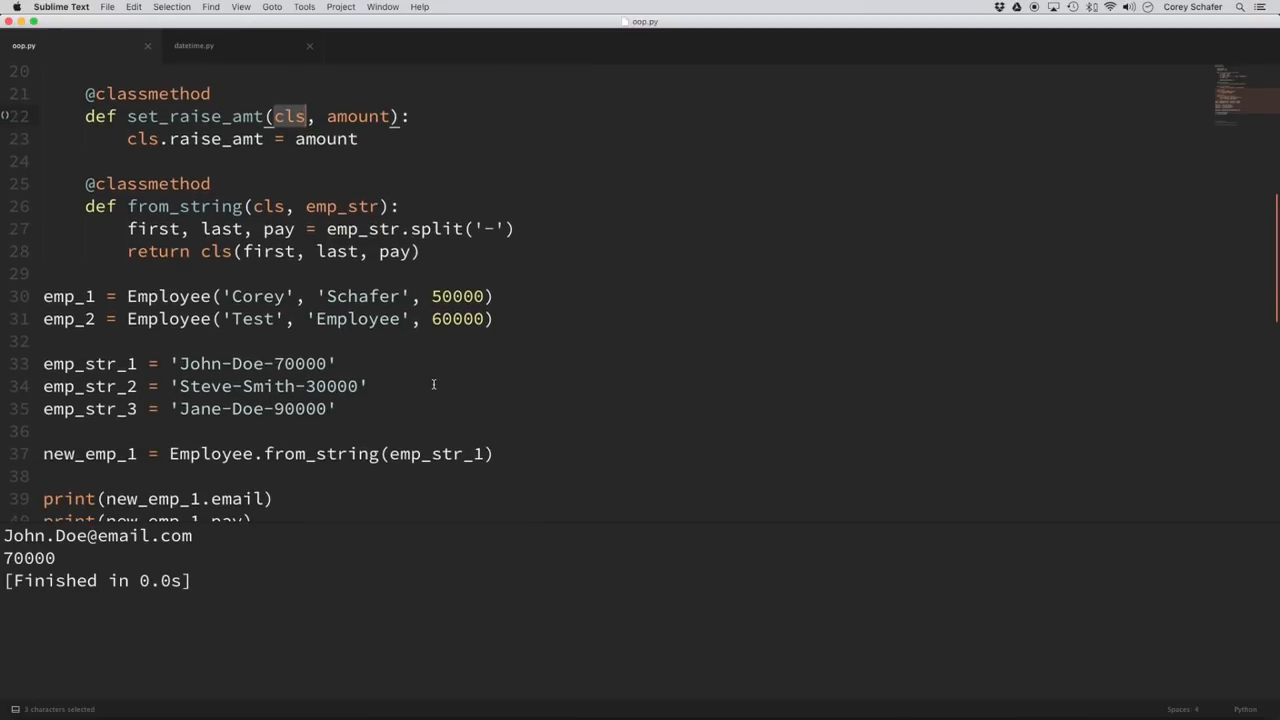 Sublime Text File Edit Selection Find View Goto Tools Project Window Help Corey Schafer
oop.py
oop.py datetime.py
20
21 @classmethod
22 def set_raise_amt(cls, amount):
23 cls.raise_amt = amount
24
25 @classmethod
26 def from_string(cls, emp_str):
27 first, last, pay = emp_str.split('-')
28 return cls(first, last, pay)
29
30 emp_1 = Employee('Corey', 'Schafer', 50000)
31 emp_2 = Employee('Test', 'Employee', 60000)
32
33 emp_str_1 = 'John-Doe-70000'
34 emp_str_2 = 'Steve-Smith-30000'
35 emp_str_3 = 'Jane-Doe-90000'
36
37 new_emp_1 = Employee.from_string(emp_str_1)
38
39 print(new_emp_1.email)
40 print(new_emp_1.pay)
John.Doe@email.com
70000
[Finished in 0.0s]
3 characters selected Spaces: 4 Python